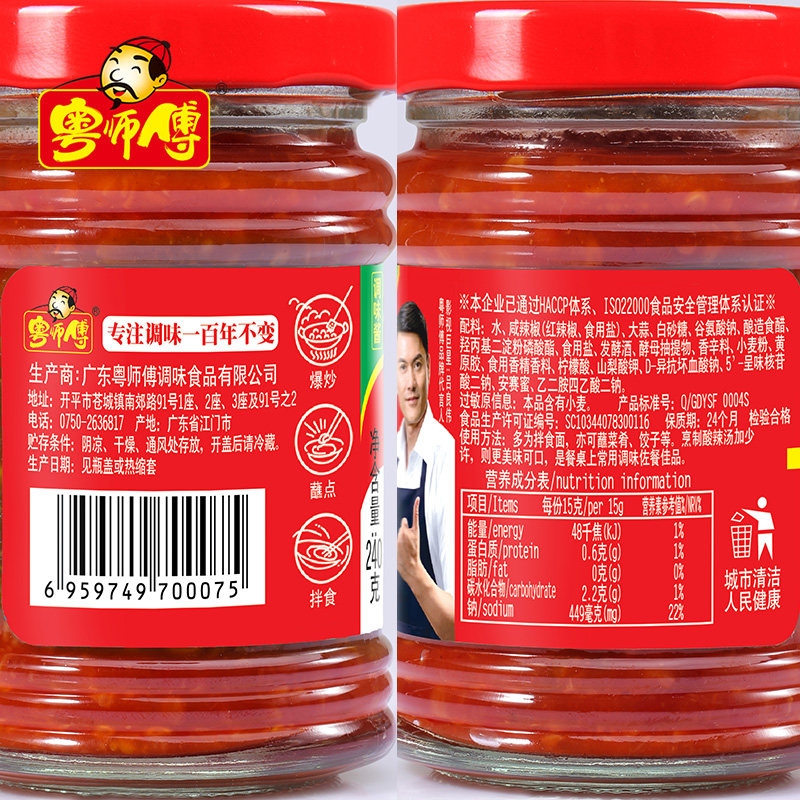 粤师傅
®
粤师傅®
专注调味一百年不变
生产商:广东粤师傅调味食品有限公司
地址:开平市苍城镇南郊路91号1座、2座、3座及91号之2
电话:0750-2636817 产地:广东省江门市
贮存条件:阴凉、干燥、通风处存放,开盖后请冷藏。
生产日期:见瓶盖或热缩套
6 959749 700075
爆炒
蘸点
拌食
调味酱
净含量:240克
影视巨星·吕良伟
粤师傅品牌代言人
※本企业已通过HACCP体系、ISO22000食品安全管理体系认证※
配料:水、咸辣椒(红辣椒、食用盐)、大蒜、白砂糖、谷氨酸钠、酿造食醋、
羟丙基二淀粉磷酸酯、食用盐、发酵酒、酵母抽提物、香辛料、小麦粉、黄
原胶、食用香精香料、柠檬酸、山梨酸钾、D-异抗坏血酸钠、5'-呈味核苷
酸二钠、安赛蜜、乙二胺四乙酸二钠。
过敏原信息:本品含有小麦。 产品标准号:Q/GDYSF 0004S
食品生产许可证编号:SC10344078300116 保质期:24个月 检验合格
使用方法:多为拌面食,亦可蘸菜肴、饺子等。烹制酸辣汤加少
许,则更美味可口,是餐桌上常用调味佐餐佳品。
营养成分表/nutrition information
项目/Items 每份15克/per 15g 营养素参考值%/NRV%
能量/energy 48千焦(kJ) 1%
蛋白质/protein 0.6克(g) 1%
脂肪/fat 0克(g) 0%
碳水化合物/carbohydrate 2.2克(g) 1%
钠/sodium 449毫克(mg) 22%
城市清洁
人民健康